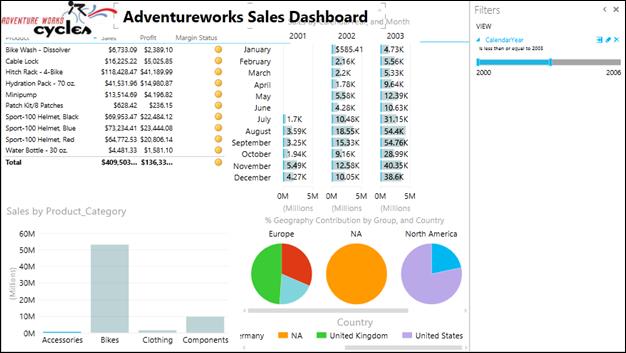 ADVENTURE WORKS
cycles
Adventureworks Sales Dashboard
Product Sales Profit Margin Status
Bike Wash - Dissolver $6,733.09 $2,389.10
Cable Lock $16,225.22 $5,025.85
Hitch Rack - 4-Bike $118,428.47 $41,189.99
Hydration Pack - 70 oz. $41,531.96 $14,980.87
Minipump $13,514.69 $4,196.82
Patch Kit/8 Patches $628.42 $236.15
Sport-100 Helmet, Black $69,953.47 $22,484.12
Sport-100 Helmet, Blue $73,234.41 $23,444.08
Sport-100 Helmet, Red $64,772.53 $20,806.14
Water Bottle - 30 oz. $4,481.33 $1,581.10
Total $409,503... $136,33...
Sales by CalendarYear, and Month
2001 2002 2003
January $585.41 4.73K
February 2.16K 5.56K
March 2.2K 5.33K
April 1.78K 9.64K
May 5.58K 12.39K
June 4.28K 10.63K
July 1.7K 10.48K 31.15K
August 3.59K 18.55K 54.4K
September 3.25K 15.33K 54.76K
October 1.94K 9.16K 28.99K
November 5.49K 12.58K 40.35K
December 4.27K 10.05K 38.6K
0M 5M 0M 5M 0M 5M
(Millions (Millions (Millions
Filters
VIEW
CalendarYear
is less than or equal to 2003
2000 2006
Sales by Product_Category
(Millions)
60M
50M
40M
30M
20M
10M
0M
Accessories Bikes Clothing Components
% Geography Contribution by Group, and Country
Europe NA North America
Country
ermany NA United Kingdom United States